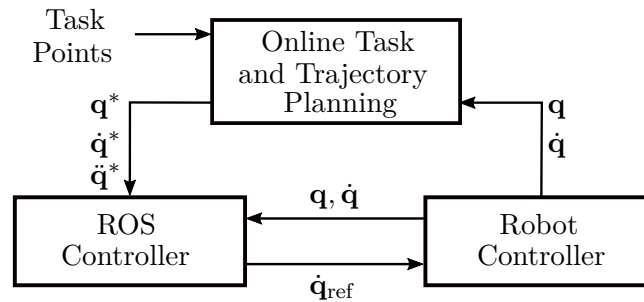 Task
Points
Online Task
and Trajectory
Planning
q*
q̇*
q̈*
q
q̇
ROS
Controller
q, q̇
q̇ref
Robot
Controller